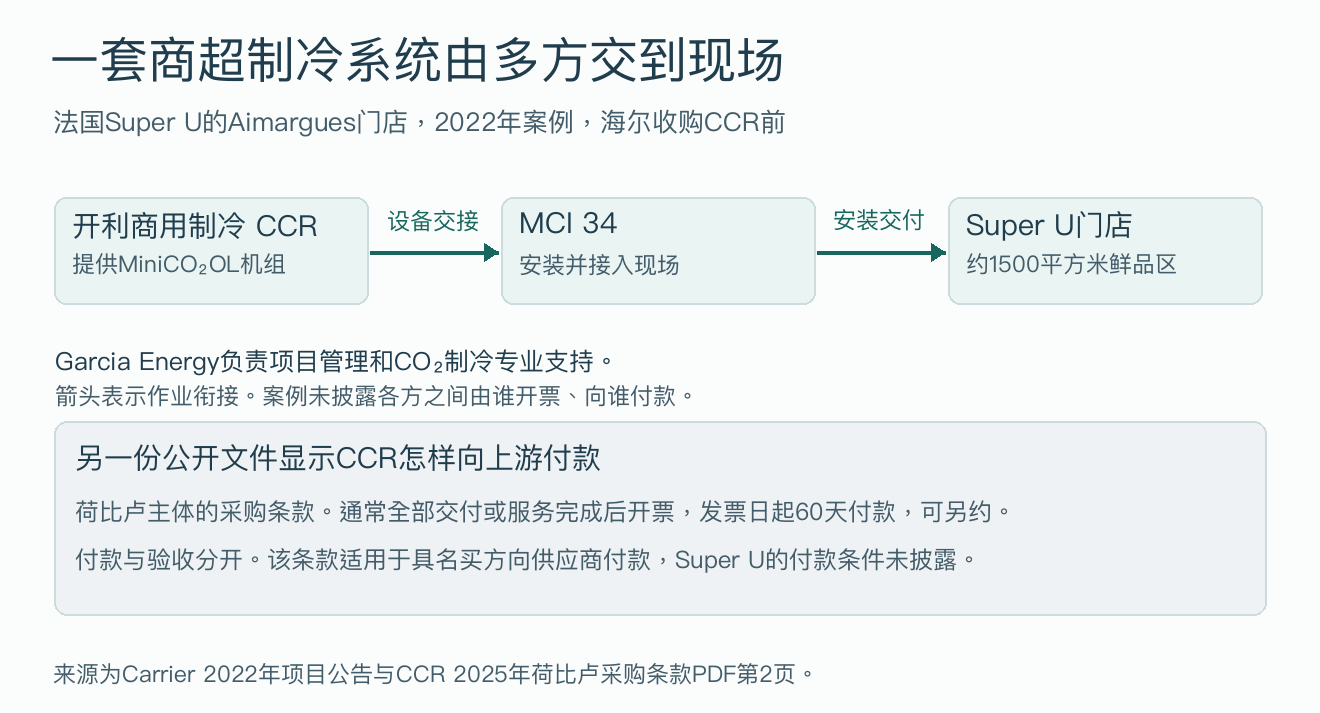 一套商超制冷系统由多方交到现场
法国Super U的Aimargues门店，2022年案例，海尔收购CCR前
开利商用制冷 CCR
提供MiniCO₂OL机组
设备交接
MCI 34
安装并接入现场
安装交付
Super U门店
约1500平方米鲜品区
Garcia Energy负责项目管理和CO₂制冷专业支持。
箭头表示作业衔接。案例未披露各方之间由谁开票、向谁付款。
另一份公开文件显示CCR怎样向上游付款
荷比卢主体的采购条款。通常全部交付或服务完成后开票，发票日起60天付款，可另约。
付款与验收分开。该条款适用于具名买方向供应商付款，Super U的付款条件未披露。
来源为Carrier 2022年项目公告与CCR 2025年荷比卢采购条款PDF第2页。